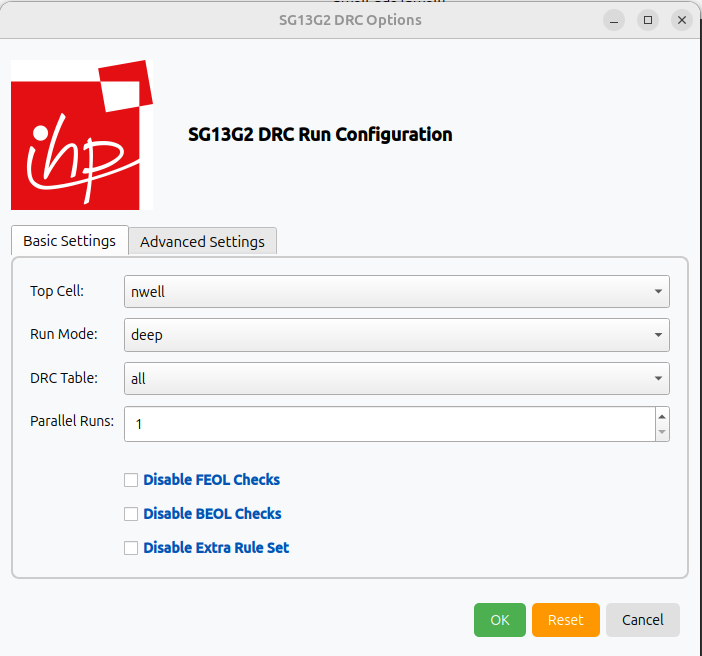 SG13G2 DRC Options
ihp
SG13G2 DRC Run Configuration
Basic Settings
Advanced Settings
Top Cell:
nwell
Run Mode:
deep
DRC Table:
all
Parallel Runs:
1
Disable FEOL Checks
Disable BEOL Checks
Disable Extra Rule Set
OK
Reset
Cancel